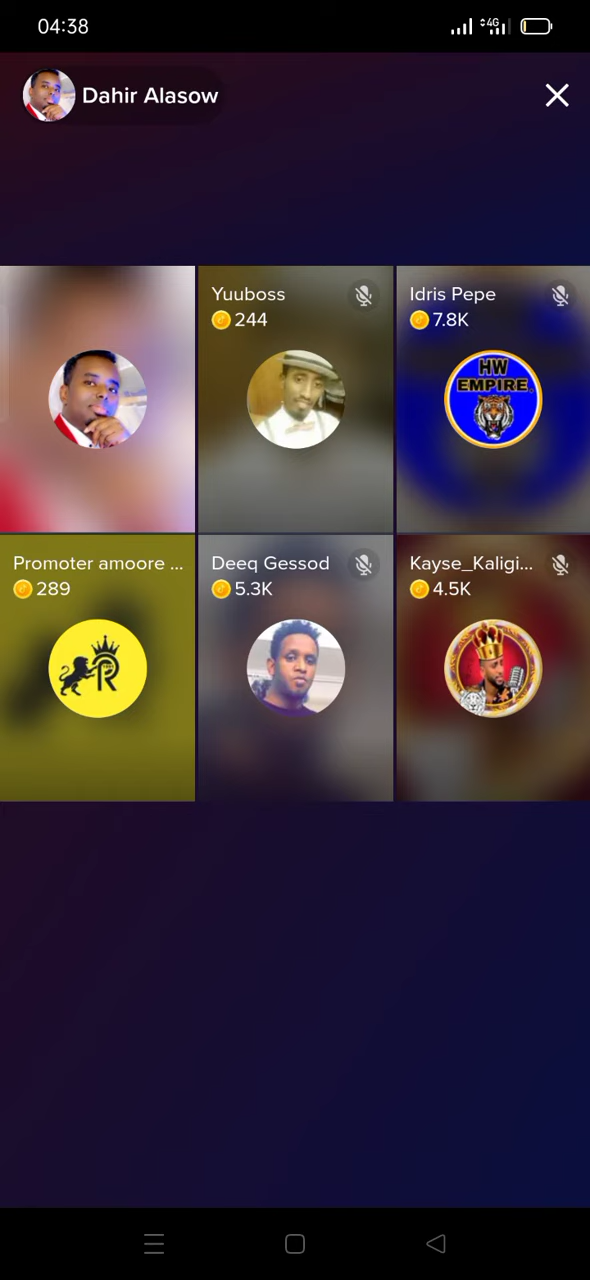 04:38
4G
Dahir Alasow
Yuuboss
244
Idris Pepe
7.8K
HW
EMPIRE
Promoter amoore ...
289
Deeq Gessod
5.3K
Kayse_Kaligi...
4.5K
R